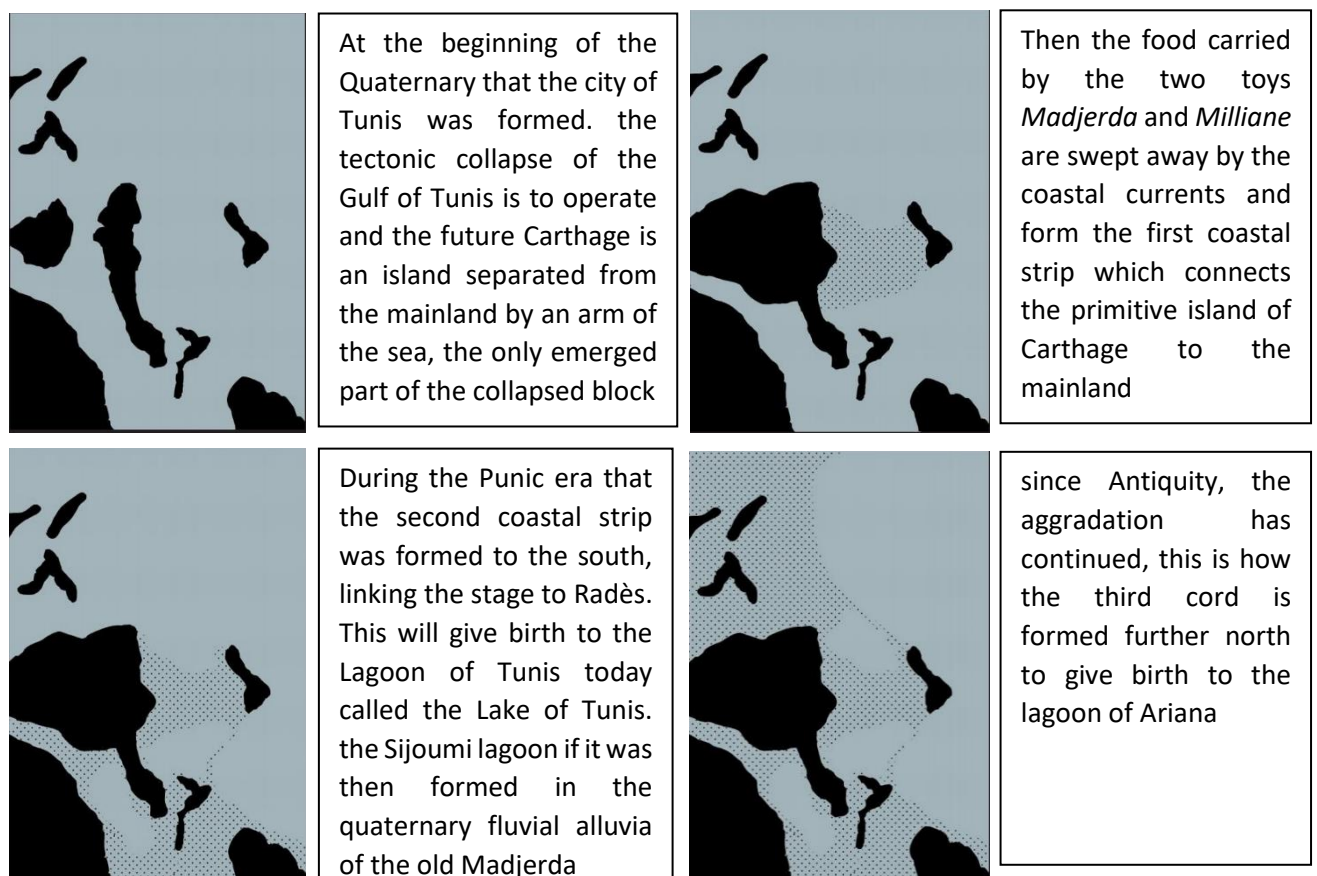 At the beginning of the
Quaternary that the city of
Tunis was formed. the
tectonic collapse of the
Gulf of Tunis is to operate
and the future Carthage is
an island separated from
the mainland by an arm of
the sea, the only emerged
part of the collapsed block
Then the food carried
by the two toys
Madjerda and Milliane
are swept away by the
coastal currents and
form the first coastal
strip which connects
the primitive island of
Carthage to the
mainland
During the Punic era that
the second coastal strip
was formed to the south,
linking the stage to Radès.
This will give birth to the
Lagoon of Tunis today
called the Lake of Tunis.
the Sijoumi lagoon if it was
then formed in the
quaternary fluvial alluvia
of the old Madjerda
since Antiquity, the
aggradation has
continued, this is how
the third cord is
formed further north
to give birth to the
lagoon of Ariana